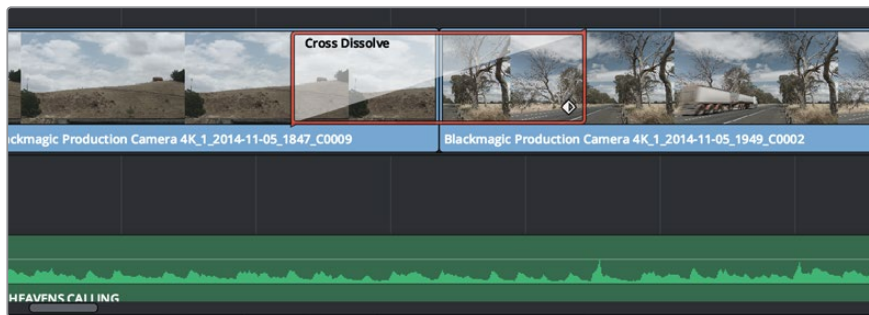 Cross Dissolve
ackmagic Production Camera 4K_1_2014-11-05_1847_C0009
Blackmagic Production Camera 4K_1_2014-11-05_1949_C0002
HEAVENS CALLING